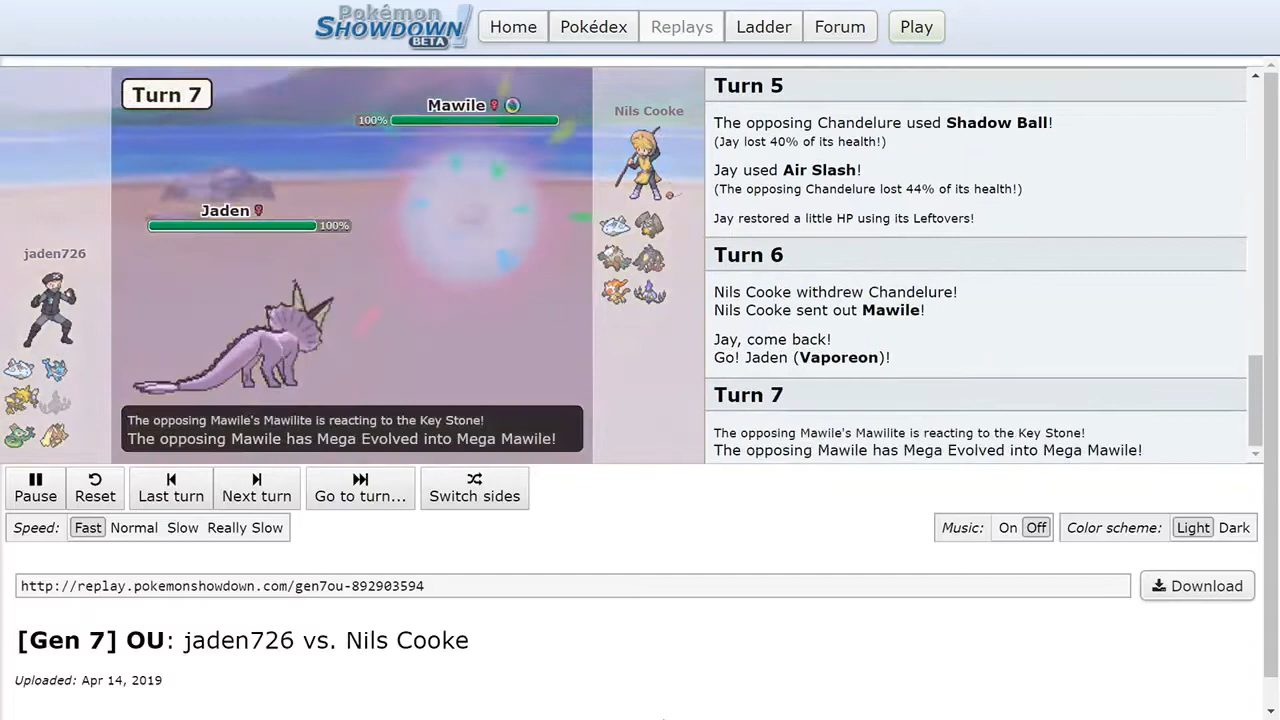 Pokémon
SHOWDOWN!
BETA
Home
Pokédex
Replays
Ladder
Forum
Play
Turn 7
Mawile
100%
Jaden
100%
jaden726
Nils Cooke
The opposing Mawile's Mawilite is reacting to the Key Stone!
The opposing Mawile has Mega Evolved into Mega Mawile!
Turn 5
The opposing Chandelure used Shadow Ball!
(Jay lost 40% of its health!)
Jay used Air Slash!
(The opposing Chandelure lost 44% of its health!)
Jay restored a little HP using its Leftovers!
Turn 6
Nils Cooke withdrew Chandelure!
Nils Cooke sent out Mawile!
Jay, come back!
Go! Jaden (Vaporeon)!
Turn 7
The opposing Mawile's Mawilite is reacting to the Key Stone!
The opposing Mawile has Mega Evolved into Mega Mawile!
Pause
Reset
Last turn
Next turn
Go to turn...
Switch sides
Speed: Fast Normal Slow Really Slow
Music: On Off
Color scheme: Light Dark
http://replay.pokemonshowdown.com/gen7ou-892903594
Download
[Gen 7] OU: jaden726 vs. Nils Cooke
Uploaded: Apr 14, 2019